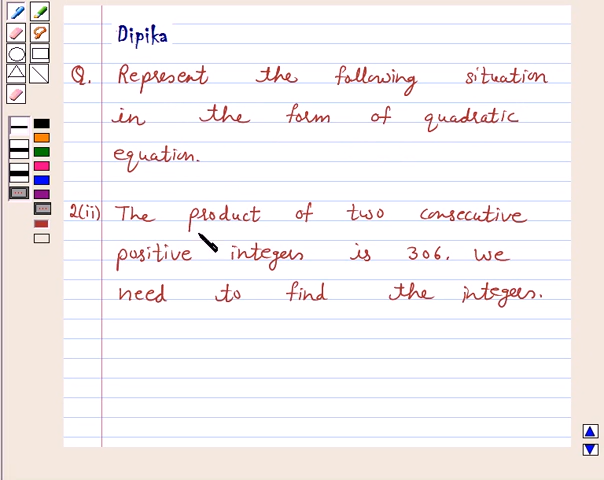 Dipika
Q. Represent the following situation
in the form of quadratic
equation.
2(ii) The product of two consecutive
positive integers is 306. We
need to find the integers.